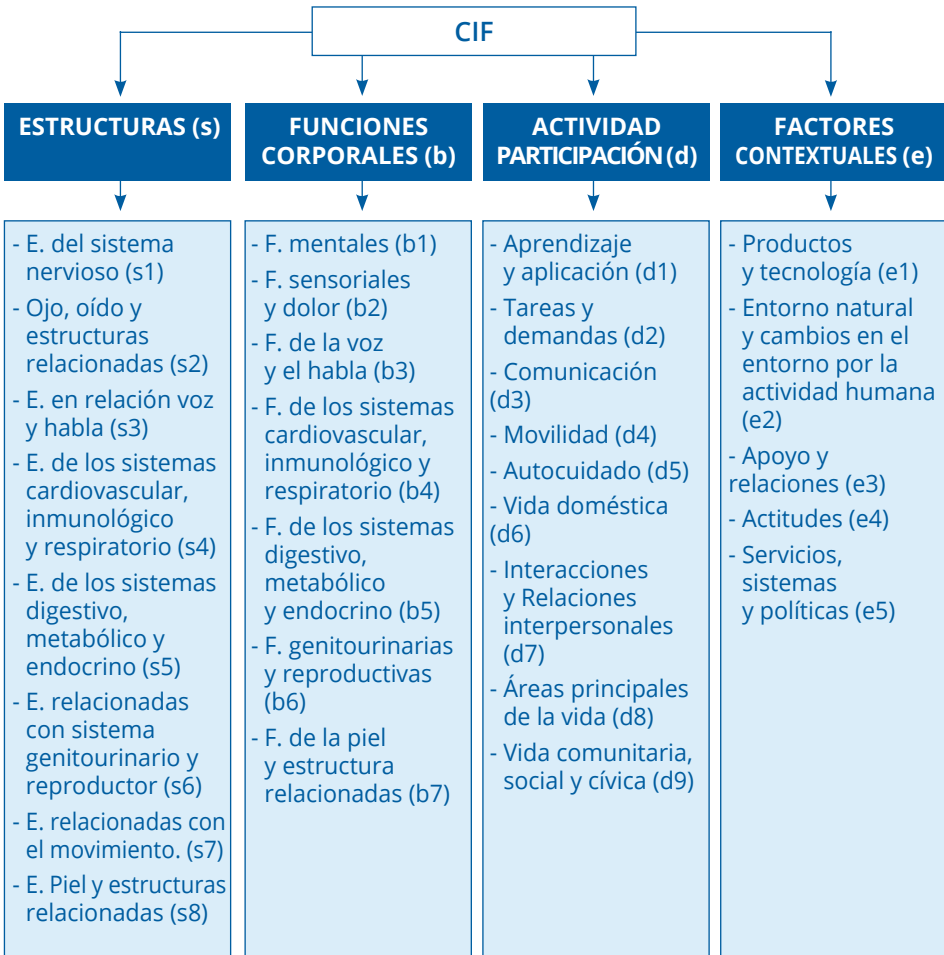 CIF
ESTRUCTURAS (s)
FUNCIONES
CORPORALES (b)
ACTIVIDAD
PARTICIPACIÓN (d)
FACTORES
CONTEXTUALES (e)
- E. del sistema
nervioso (s1)
- Ojo, oído y
estructuras
relacionadas (s2)
- E. en relación voz
y habla (s3)
- E. de los sistemas
cardiovascular,
inmunológico
y respiratorio (s4)
- E. de los sistemas
digestivo,
metabólico y
endocrino (s5)
- E. relacionadas
con sistema
genitourinario y
reproductor (s6)
- E. relacionadas con
el movimiento. (s7)
- E. Piel y estructuras
relacionadas (s8)
- F. mentales (b1)
- F. sensoriales
y dolor (b2)
- F. de la voz
y el habla (b3)
- F. de los sistemas
cardiovascular,
inmunológico y
respiratorio (b4)
- F. de los sistemas
digestivo,
metabólico
y endocrino (b5)
- F. genitourinarias
y reproductivas
(b6)
- F. de la piel
y estructura
relacionadas (b7)
- Aprendizaje
y aplicación (d1)
- Tareas y
demandas (d2)
- Comunicación
(d3)
- Movilidad (d4)
- Autocuidado (d5)
- Vida doméstica
(d6)
- Interacciones
y Relaciones
interpersonales
(d7)
- Áreas principales
de la vida (d8)
- Vida comunitaria,
social y cívica (d9)
- Productos
y tecnología (e1)
- Entorno natural
y cambios en el
entorno por la
actividad humana
(e2)
- Apoyo y
relaciones (e3)
- Actitudes (e4)
- Servicios,
sistemas
y políticas (e5)